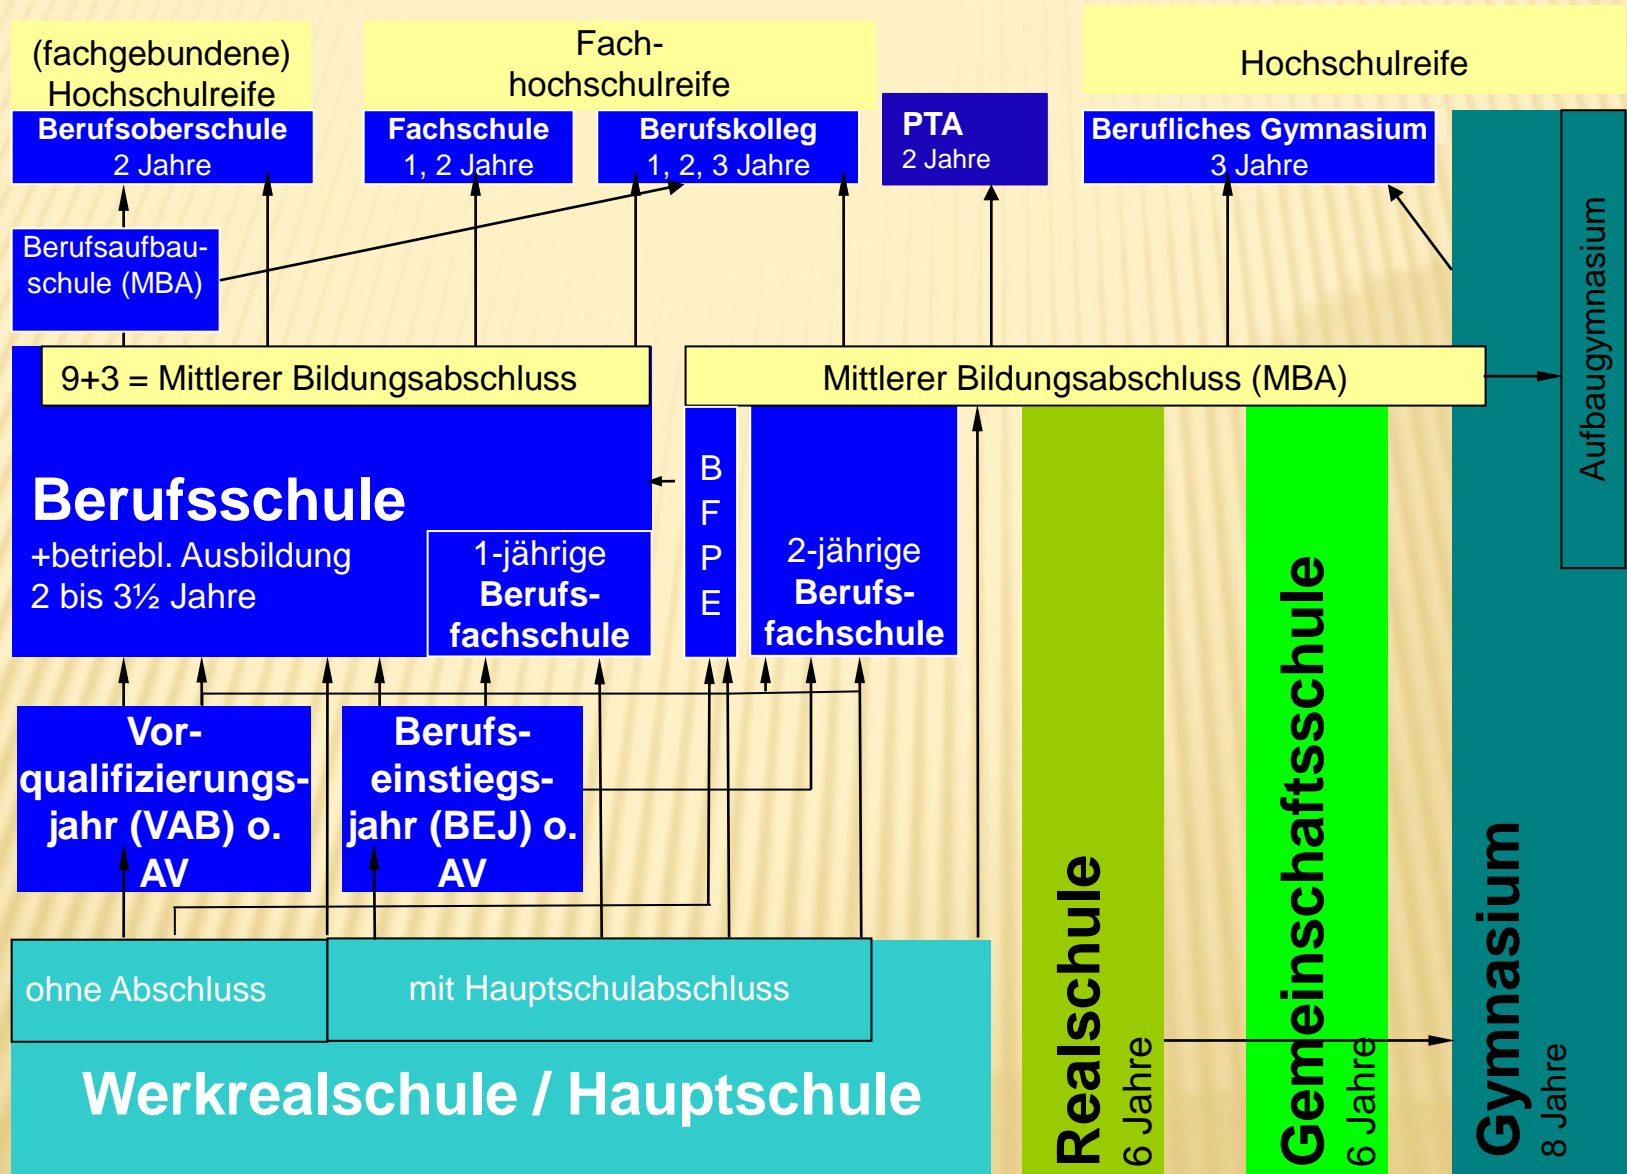 (fachgebundene)
Hochschulreife
Fach-
hochschulreife
Hochschulreife
Berufsoberschule
2 Jahre
Fachschule
1, 2 Jahre
Berufskolleg
1, 2, 3 Jahre
PTA
2 Jahre
Berufliches Gymnasium
3 Jahre
Berufsaufbau-
schule (MBA)
Aufbaugymnasium
9+3 = Mittlerer Bildungsabschluss
Mittlerer Bildungsabschluss (MBA)
Berufsschule
+betriebl. Ausbildung
2 bis 3½ Jahre
1-jährige
Berufs-
fachschule
B
F
P
E
2-jährige
Berufs-
fachschule
Vor-
qualifizierungs-
jahr (VAB) o.
AV
Berufs-
einstiegs-
jahr (BEJ) o.
AV
ohne Abschluss
mit Hauptschulabschluss
Werkrealschule / Hauptschule
Realschule
6 Jahre
Gemeinschaftsschule
6 Jahre
Gymnasium
8 Jahre